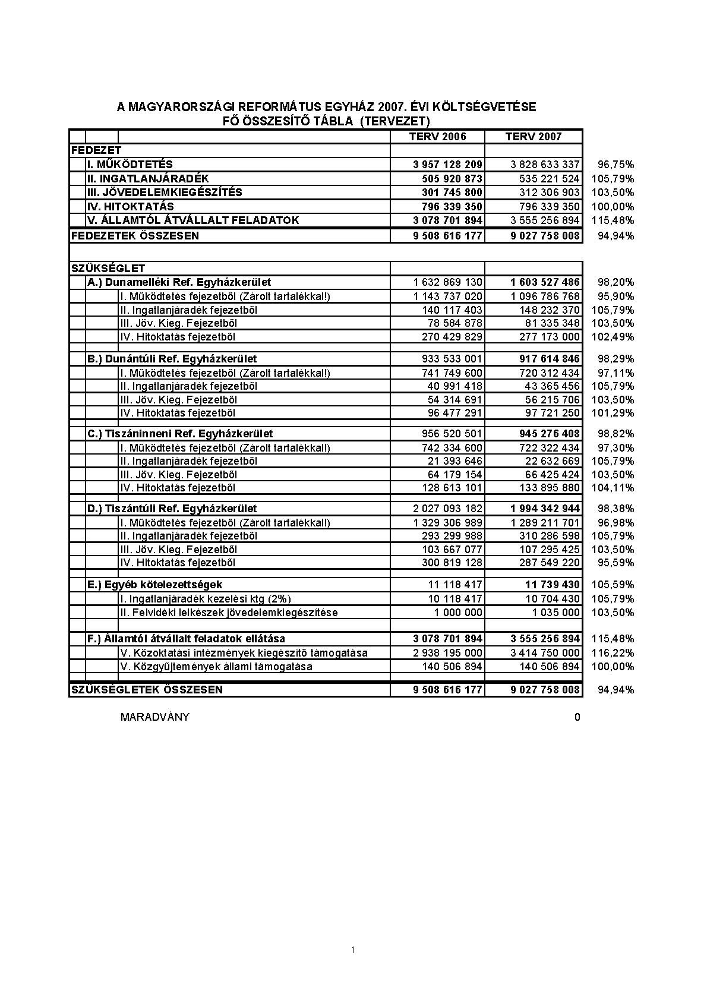 A MAGYARORSZÁGI REFORMÁTUS EGYHÁZ 2007. ÉVI KÖLTSÉGVETÉSE
FŐ ÖSSZESÍTŐ TÁBLA (TERVEZET)
TERV 2006 TERV 2007
FEDEZET
I. MŰKÖDTETÉS 3 957 128 209 3 828 633 337 96,75%
II. INGATLANJÁRADÉK 505 920 873 535 221 524 105,79%
III. JÖVEDELEMKIEGÉSZÍTÉS 301 745 800 312 306 903 103,50%
IV. HITOKTATÁS 796 339 350 796 339 350 100,00%
V. ÁLLAMTÓL ÁTVÁLLALT FELADATOK 3 078 701 894 3 555 256 894 115,48%
FEDEZETEK ÖSSZESEN 9 508 616 177 9 027 758 008 94,94%
SZÜKSÉGLET
A.) Dunamelléki Ref. Egyházkerület 1 632 869 130 1 603 527 486 98,20%
I. Működtetés fejezetből (Zárolt tartalékkal!) 1 143 737 020 1 096 786 768 95,90%
II. Ingatlanjáradék fejezetből 140 117 403 148 232 370 105,79%
III. Jöv. Kieg. Fejezetből 78 584 878 81 335 348 103,50%
IV. Hitoktatás fejezetből 270 429 829 277 173 000 102,49%
B.) Dunántúli Ref. Egyházkerület 933 533 001 917 614 846 98,29%
I. Működtetés fejezetből (Zárolt tartalékkal!) 741 749 600 720 312 434 97,11%
II. Ingatlanjáradék fejezetből 40 991 418 43 365 456 105,79%
III. Jöv. Kieg. Fejezetből 54 314 691 56 215 706 103,50%
IV. Hitoktatás fejezetből 96 477 291 97 721 250 101,29%
C.) Tiszáninneni Ref. Egyházkerület 956 520 501 945 276 408 98,82%
I. Működtetés fejezetből (Zárolt tartalékkal!) 742 334 600 722 322 434 97,30%
II. Ingatlanjáradék fejezetből 21 393 646 22 632 669 105,79%
III. Jöv. Kieg. Fejezetből 64 179 154 66 425 424 103,50%
IV. Hitoktatás fejezetből 128 613 101 133 895 880 104,11%
D.) Tiszántúli Ref. Egyházkerület 2 027 093 182 1 994 342 944 98,38%
I. Működtetés fejezetből (Zárolt tartalékkal!) 1 329 306 989 1 289 211 701 96,98%
II. Ingatlanjáradék fejezetből 293 299 988 310 286 598 105,79%
III. Jöv. Kieg. Fejezetből 103 667 077 107 295 425 103,50%
IV. Hitoktatás fejezetből 300 819 128 287 549 220 95,59%
E.) Egyéb kötelezettségek 11 118 417 11 739 430 105,59%
I. Ingatlanjáradék kezelési ktg (2%) 10 118 417 10 704 430 105,79%
II. Felvidéki lelkészek jövedelemkiegészítése 1 000 000 1 035 000 103,50%
F.) Államtól átvállalt feladatok ellátása 3 078 701 894 3 555 256 894 115,48%
V. Közoktatási intézmények kiegészítő támogatása 2 938 195 000 3 414 750 000 116,22%
V. Közgyűjtemények állami támogatása 140 506 894 140 506 894 100,00%
SZÜKSÉGLETEK ÖSSZESEN 9 508 616 177 9 027 758 008 94,94%
MARADVÁNY 0
1